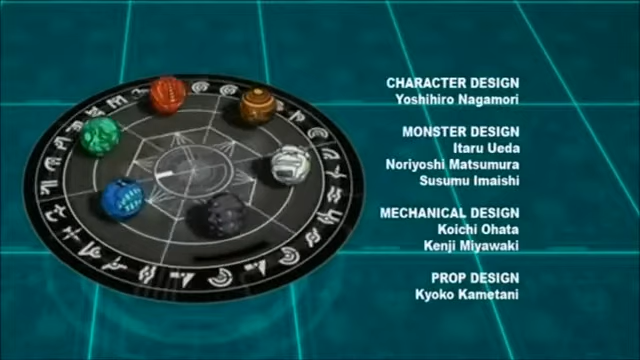 CHARACTER DESIGN
Yoshihiro Nagamori
MONSTER DESIGN
Itaru Ueda
Noriyoshi Matsumura
Susumu Imaishi
MECHANICAL DESIGN
Koichi Ohata
Kenji Miyawaki
PROP DESIGN
Kyoko Kametani